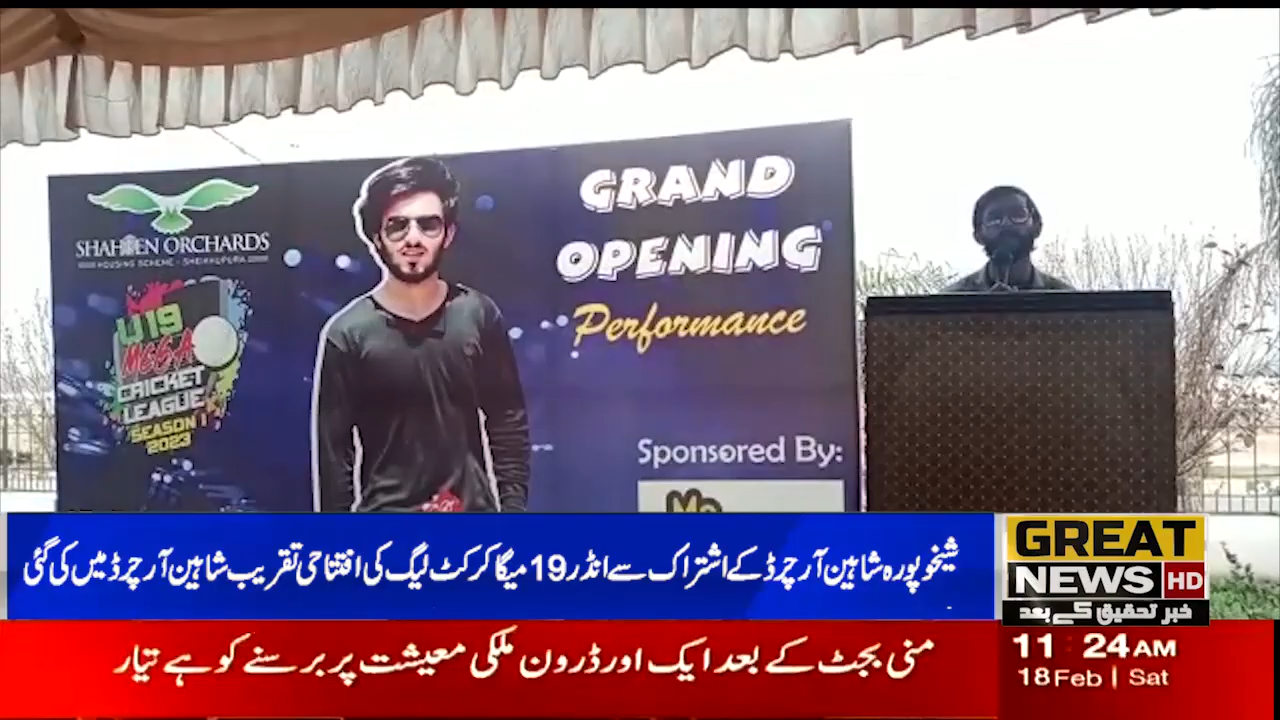 SHAHEEN ORCHARDS
HOUSING SCHEME - SHEIKHUPURA
U19
MEGA
CRICKET
LEAGUE
SEASON 1
2023
GRAND
OPENING
Performance
Sponsored By:
شیخوپورہ شاہین آرچرڈ کے اشتراک سے انڈر 19 میگا کرکٹ لیگ کی افتتاحی تقریب شاہین آرچرڈ میں کی گئی
GREAT
NEWS HD
خبر تحقیق کے بعد
منی بجٹ کے بعد ایک اور ڈرون ملکی معیشت پر برسنے کو ہے تیار
11 : 24 AM
18 Feb | Sat